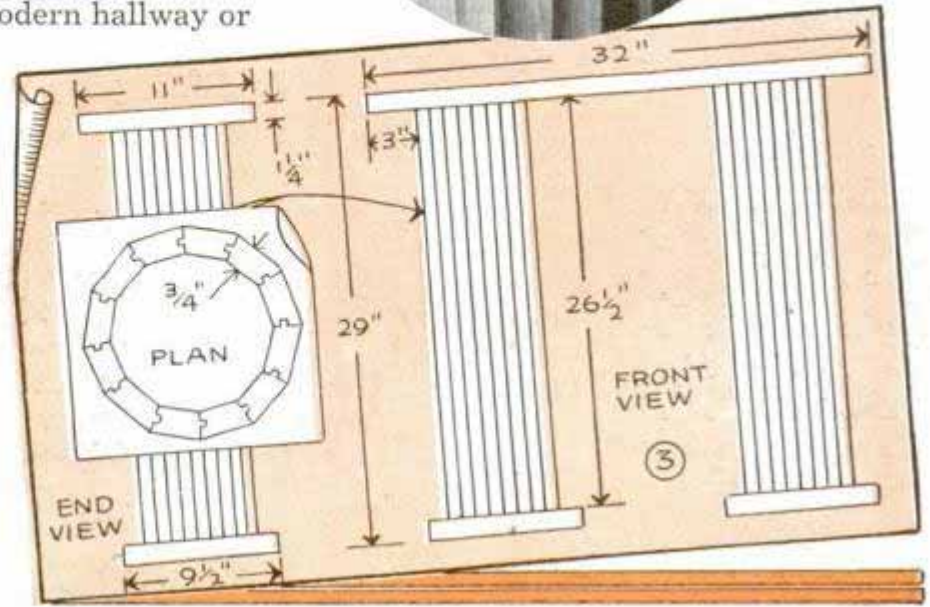 odern hallway or
32"
11"
3"
1 1/4"
3/4"
PLAN
29"
26 1/2"
FRONT
VIEW
3
END
VIEW
9 1/2"